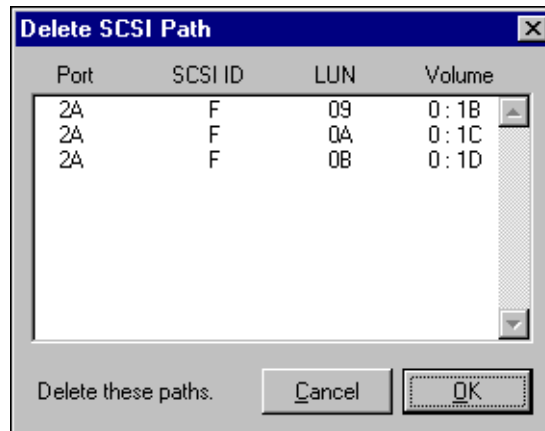 Delete SCSI Path
Port SCSI ID LUN Volume
2A F 09 0 : 1B
2A F 0A 0 : 1C
2A F 0B 0 : 1D
Delete these paths. Cancel OK